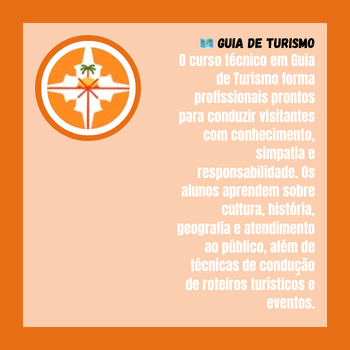 🗺️ GUIA DE TURISMO
O curso técnico em Guia
de Turismo forma
profissionais prontos
para conduzir visitantes
com conhecimento,
simpatia e
responsabilidade. Os
alunos aprendem sobre
cultura, história,
geografia e atendimento
ao público, além de
técnicas de condução
de roteiros turísticos e
eventos.